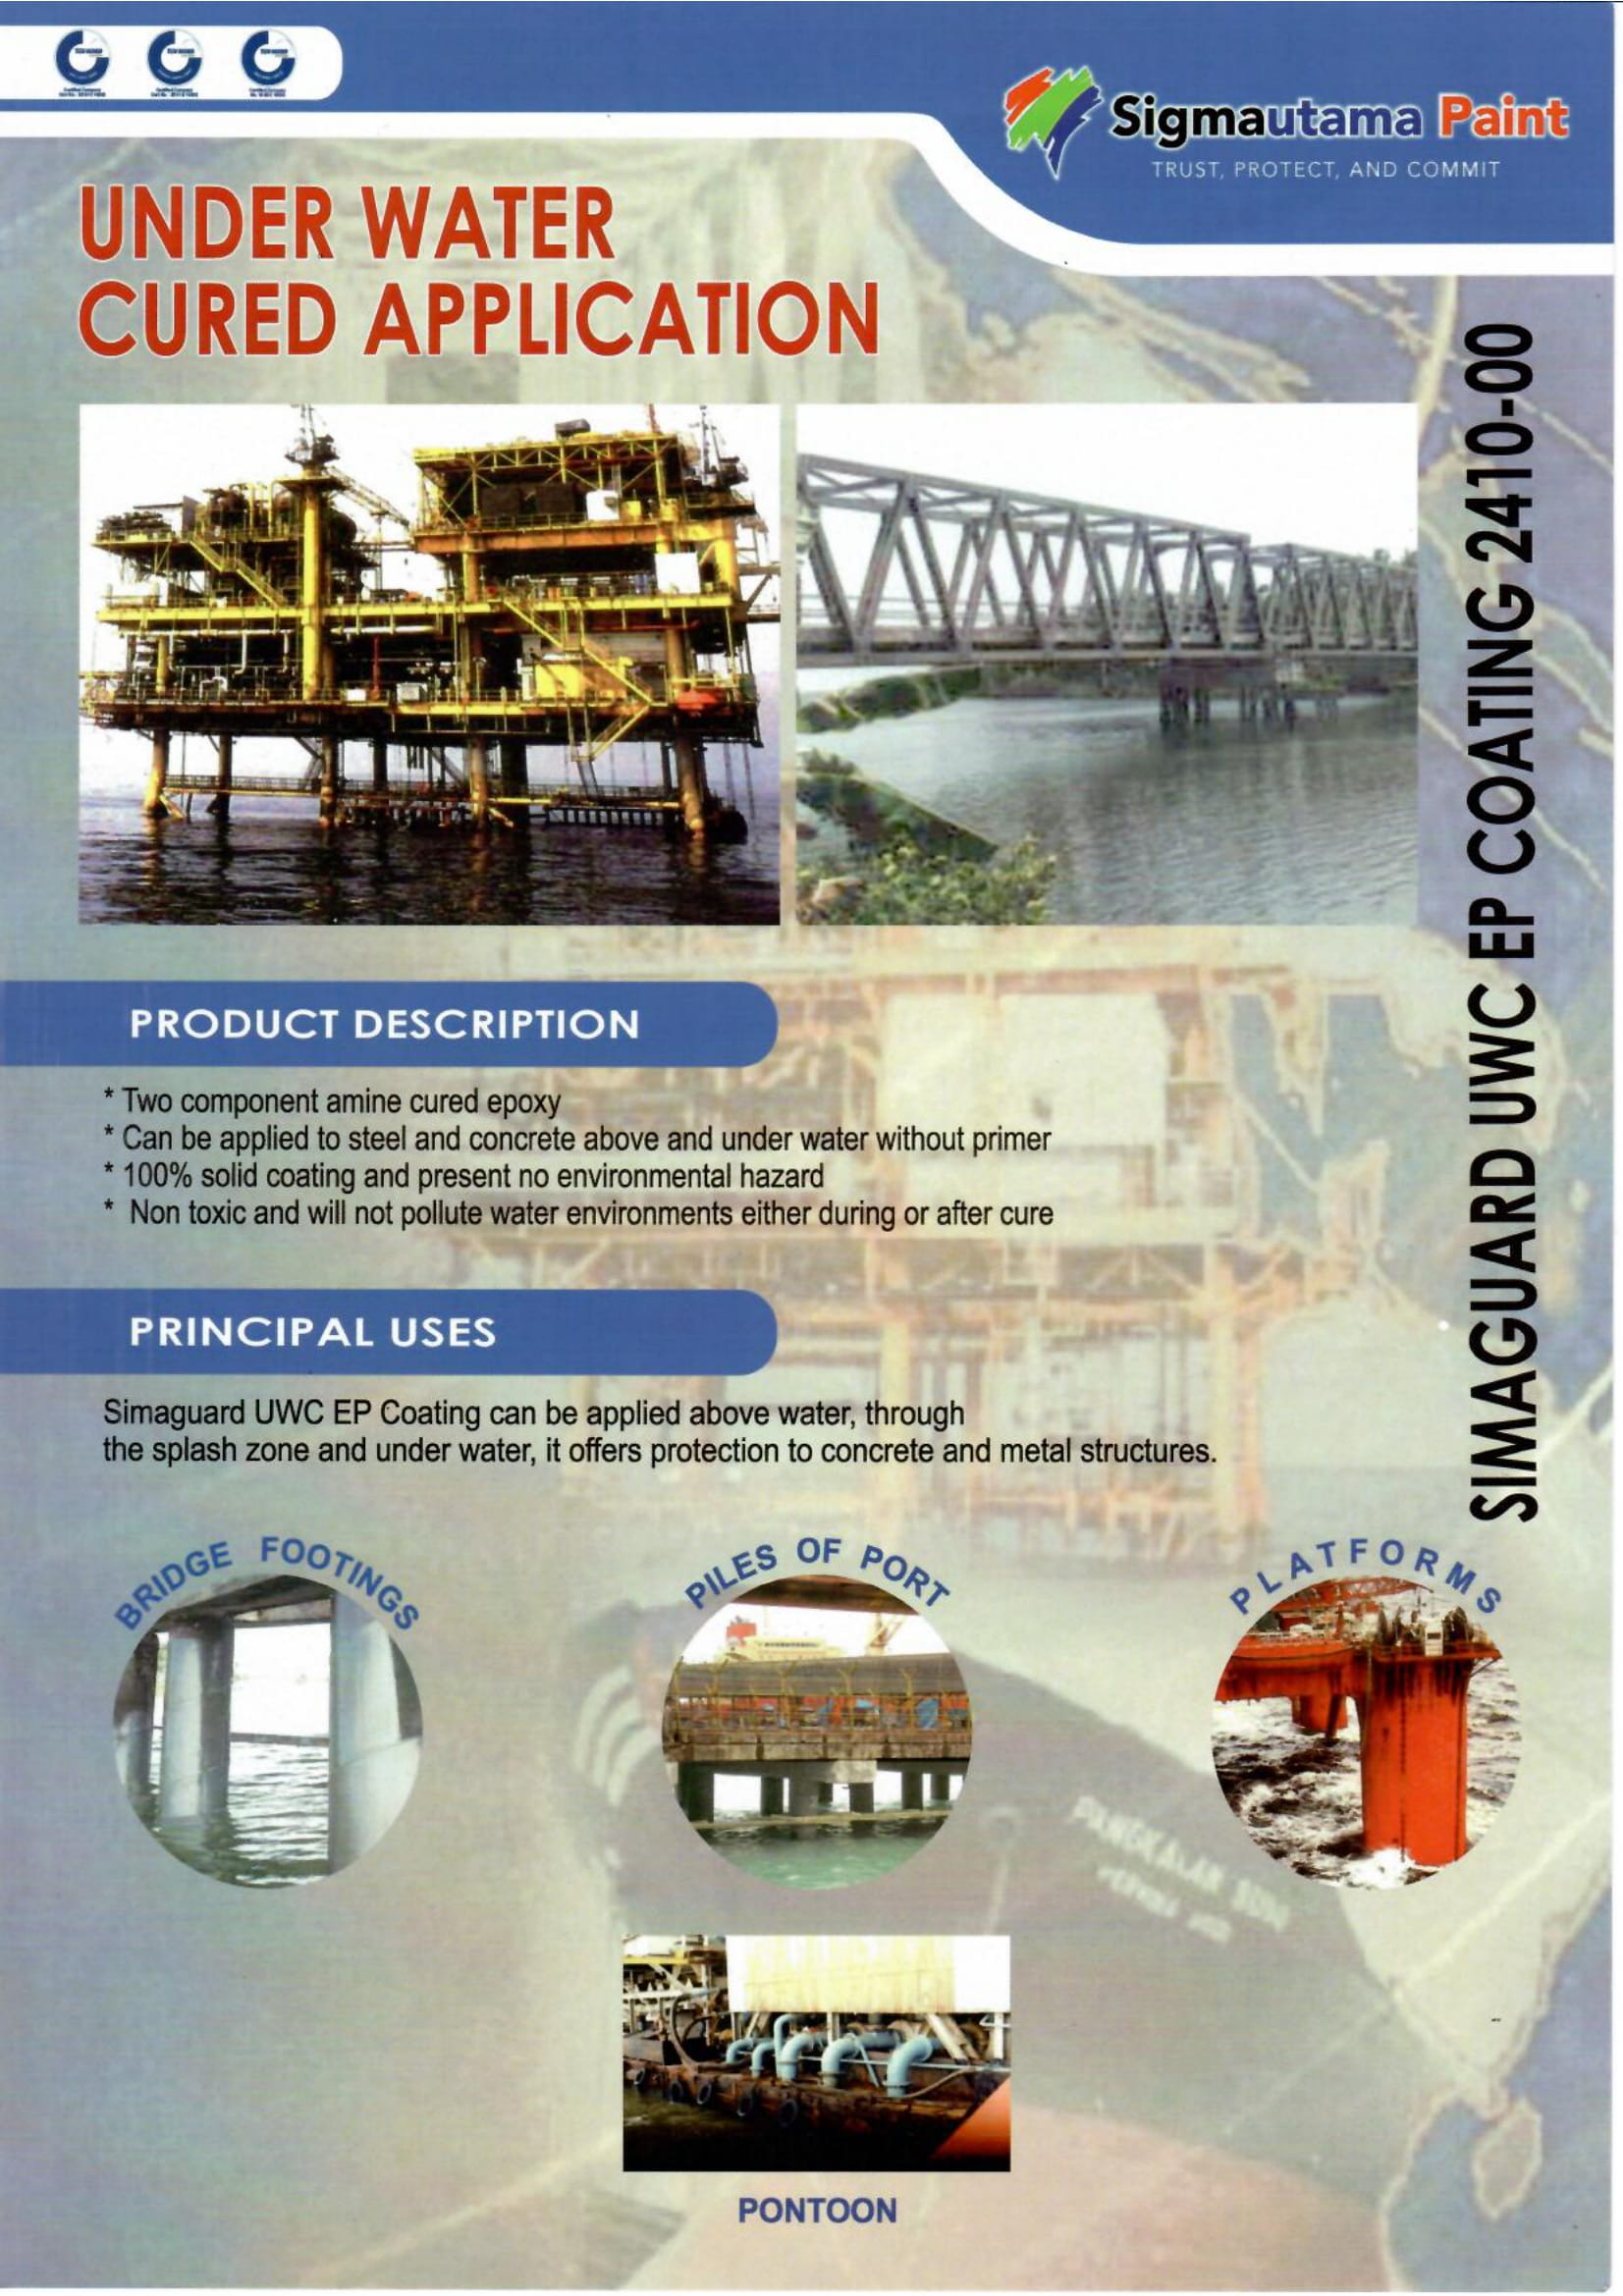 Sigmautama Paint
TRUST, PROTECT, AND COMMIT
UNDER WATER
CURED APPLICATION
SIMAGUARD UWC EP COATING 2410-00
PRODUCT DESCRIPTION
* Two component amine cured epoxy
* Can be applied to steel and concrete above and under water without primer
* 100% solid coating and present no environmental hazard
* Non toxic and will not pollute water environments either during or after cure
PRINCIPAL USES
Simaguard UWC EP Coating can be applied above water, through
the splash zone and under water, it offers protection to concrete and metal structures.
BRIDGE FOOTINGS
PILES OF PORT
PLATFORMS
PONTOON